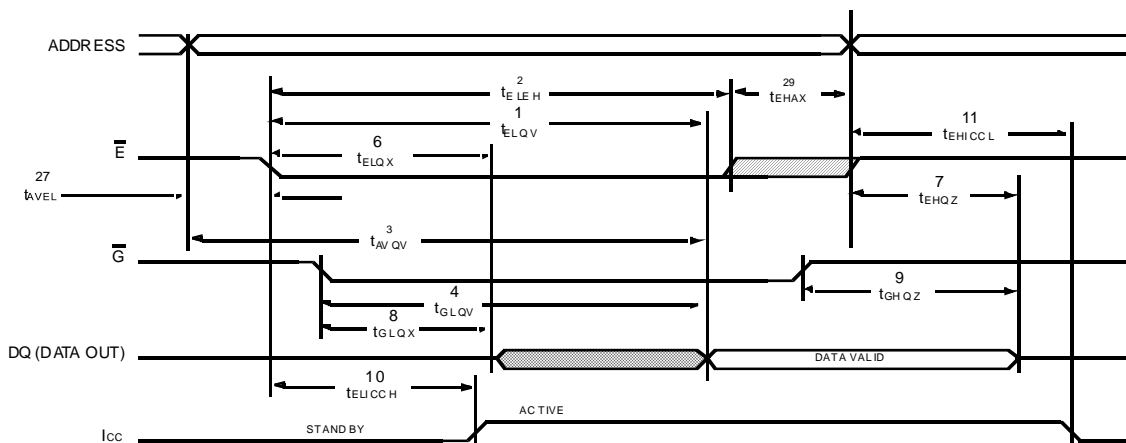 ADDRESS
2
tELEH
29
tEHAX
1
tELQV
11
tEHICCL
E
6
tELQX
27
tAVEL
7
tEHQZ
3
tAVQV
G
4
tGLQV
9
tGHQZ
8
tGLQX
DQ (DATA OUT)
DATA VALID
10
tELICCH
ACTIVE
ICC
STANDBY